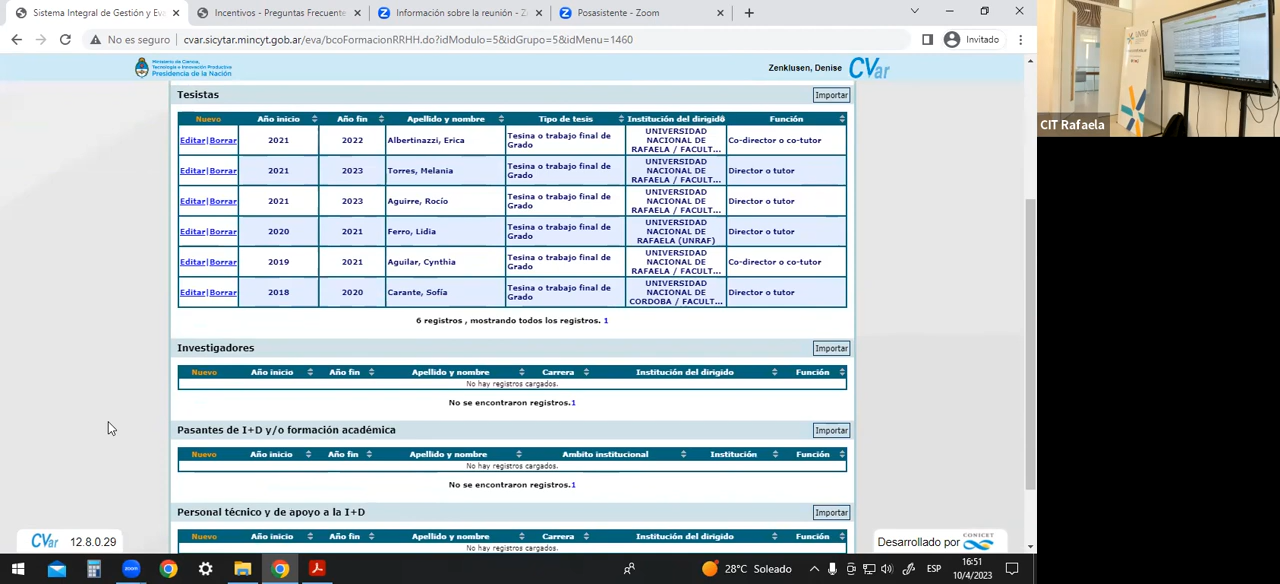 Sistema Integral de Gestión y Eva
Incentivos - Preguntas Frecuente
Información sobre la reunión - Z
Posasistente - Zoom
No es seguro
cvar.sicytar.mincyt.gob.ar/eva/bcoFormacionRRHH.do?idModulo=5&idGrupo=5&idMenu=1460
Invitado
Ministerio de Ciencia,
Tecnología e Innovación Productiva
Presidencia de la Nación
Zenklusen, Denise
CVar
CIT Rafaela
Tesistas
Importar
Nuevo Año inicio Año fin Apellido y nombre Tipo de tesis Institución del dirigido Función
Editar|Borrar 2021 2022 Albertinazzi, Erica Tesina o trabajo final de Grado UNIVERSIDAD NACIONAL DE RAFAELA / FACULT... Co-director o co-tutor
Editar|Borrar 2021 2023 Torres, Melania Tesina o trabajo final de Grado UNIVERSIDAD NACIONAL DE RAFAELA / FACULT... Director o tutor
Editar|Borrar 2021 2023 Aguirre, Rocío Tesina o trabajo final de Grado UNIVERSIDAD NACIONAL DE RAFAELA / FACULT... Director o tutor
Editar|Borrar 2020 2021 Ferro, Lidia Tesina o trabajo final de Grado UNIVERSIDAD NACIONAL DE RAFAELA (UNRAF) Director o tutor
Editar|Borrar 2019 2021 Aguilar, Cynthia Tesina o trabajo final de Grado UNIVERSIDAD NACIONAL DE RAFAELA / FACULT... Co-director o co-tutor
Editar|Borrar 2018 2020 Carante, Sofía Tesina o trabajo final de Grado UNIVERSIDAD NACIONAL DE CORDOBA / FACULT... Director o tutor
6 registros , mostrando todos los registros. 1
Investigadores
Importar
Nuevo Año inicio Año fin Apellido y nombre Carrera Institución del dirigido Función
No hay registros cargados.
No se encontraron registros.1
Pasantes de I+D y/o formación académica
Importar
Nuevo Año inicio Año fin Apellido y nombre Ambito institucional Institución Función
No hay registros cargados.
No se encontraron registros.1
Personal técnico y de apoyo a la I+D
Importar
Nuevo Año inicio Año fin Apellido y nombre Carrera Institución del dirigido Función
No hay registros cargados.
CVar 12.8.0.29
Desarrollado por CONICET
zoom
28°C Soleado
ESP
16:51
10/4/2023